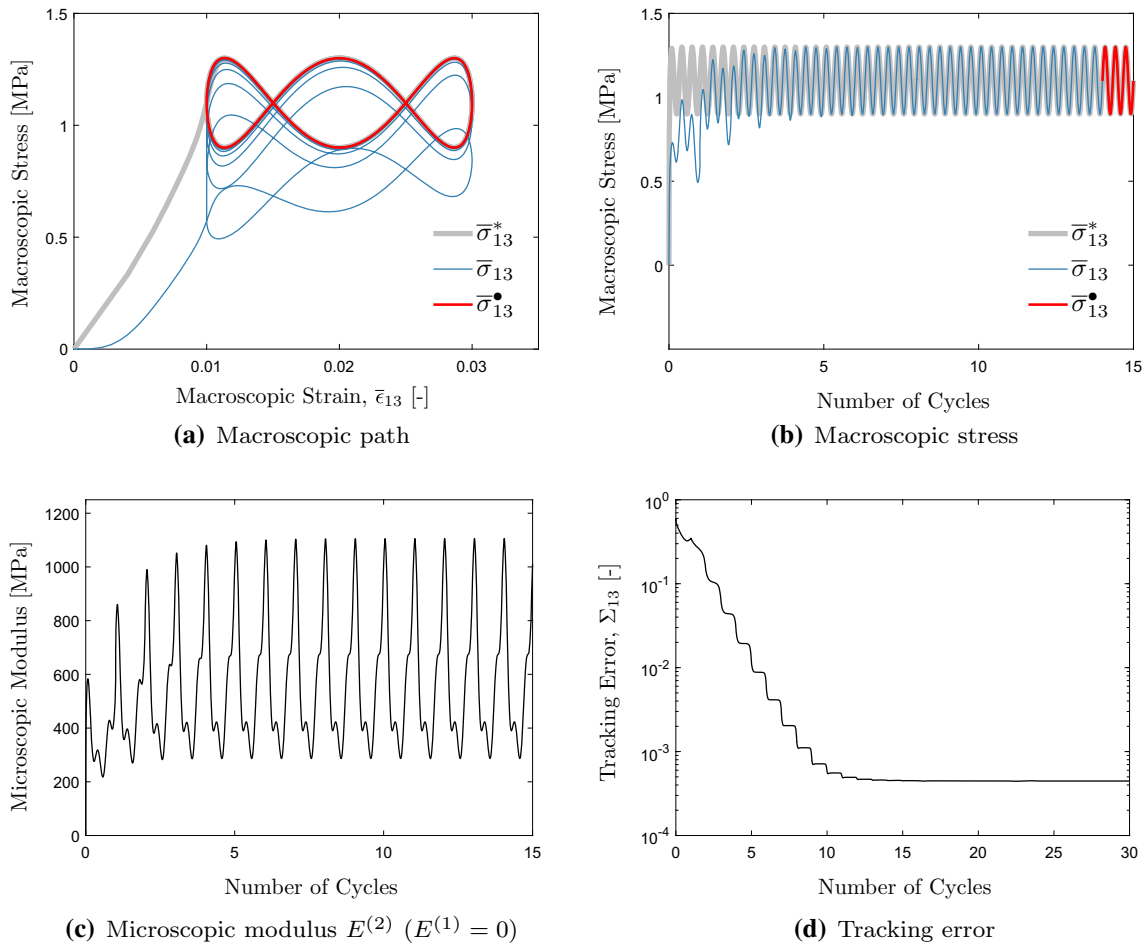 Macroscopic Stress [MPa]
1.5
1
0.5
0
0 0.01 0.02 0.03
Macroscopic Strain, ε̄₁₃ [-]
σ̄*₁₃
σ̄₁₃
σ̄•₁₃
(a) Macroscopic path
Macroscopic Stress [MPa]
1.5
1
0.5
0
0 5 10 15
Number of Cycles
σ̄*₁₃
σ̄₁₃
σ̄•₁₃
(b) Macroscopic stress
Microscopic Modulus [MPa]
1200
1000
800
600
400
200
0
0 5 10 15
Number of Cycles
(c) Microscopic modulus E⁽²⁾ (E⁽¹⁾ = 0)
Tracking Error, Σ₁₃ [-]
10⁰
10⁻¹
10⁻²
10⁻³
10⁻⁴
0 5 10 15 20 25 30
Number of Cycles
(d) Tracking error